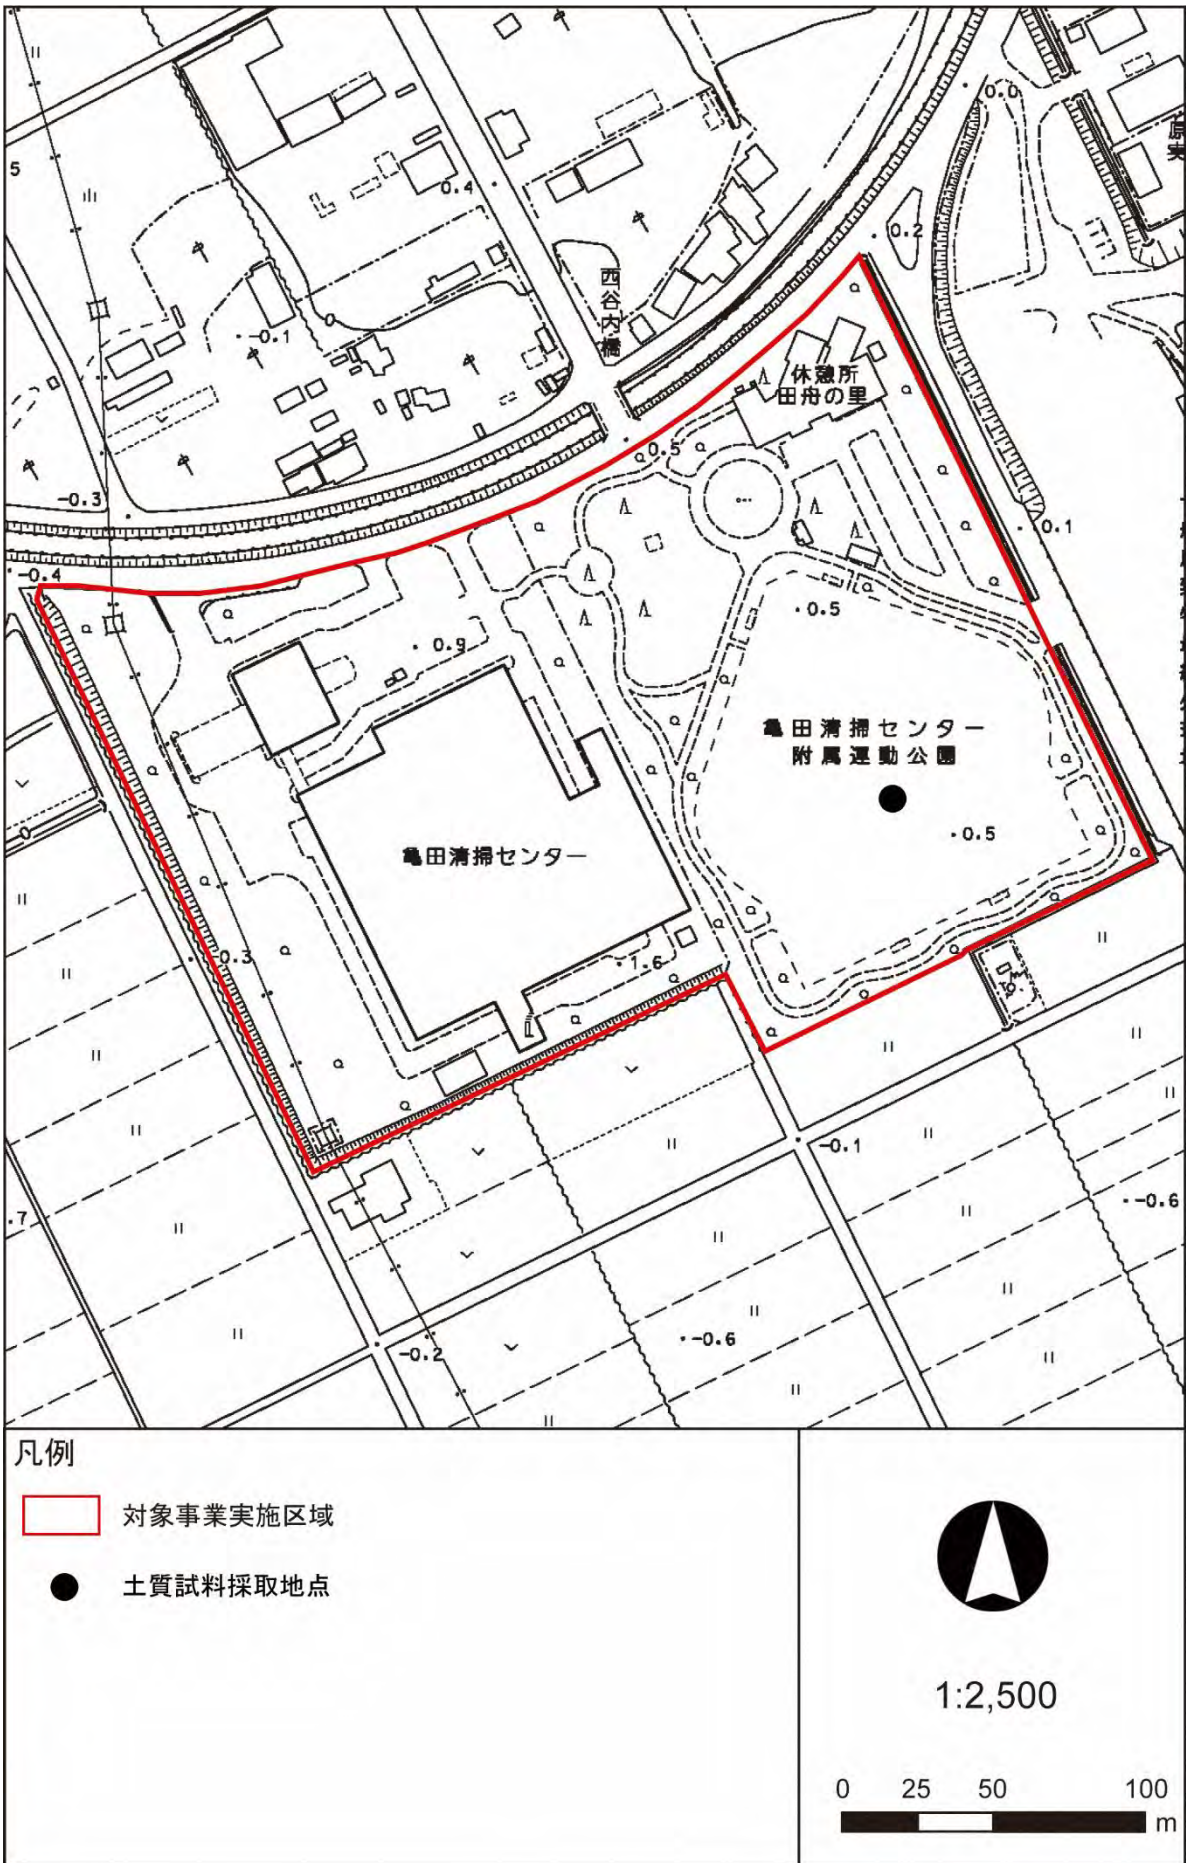 0.0
原実
5
0.4
0.2
西谷内橋
-0.1
休憩所
田舟の里
0.5
-0.3
0.1
-0.4
0.5
0.9
亀田清掃センター
附属運動公園
0.5
亀田清掃センター
0.3
1.6
-0.1
-0.6
.7
-0.6
-0.2
凡例
対象事業実施区域
土質試料採取地点
1:2,500
0 25 50 100
m